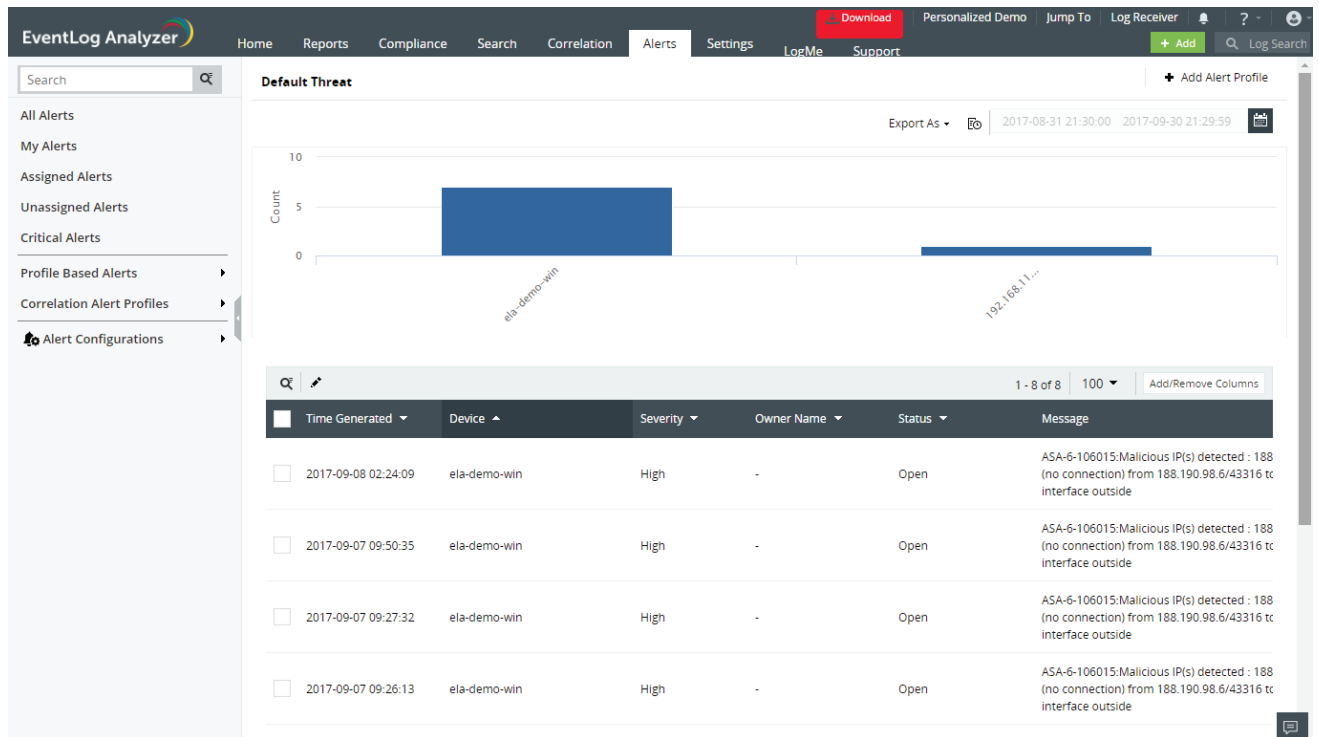 EventLog Analyzer
Download Personalized Demo Jump To Log Receiver ?
Home Reports Compliance Search Correlation Alerts Settings LogMe Support
+ Add Log Search
Search
All Alerts
My Alerts
Assigned Alerts
Unassigned Alerts
Critical Alerts
Profile Based Alerts
Correlation Alert Profiles
Alert Configurations
Default Threat
+ Add Alert Profile
Export As 2017-08-31 21:30:00 2017-09-30 21:29:59
Count
10
5
0
ela-demo-win
192.168.11...
1 - 8 of 8 100 Add/Remove Columns
Time Generated Device Severity Owner Name Status Message
2017-09-08 02:24:09 ela-demo-win High - Open
ASA-6-106015:Malicious IP(s) detected : 188
(no connection) from 188.190.98.6/43316 to
interface outside
2017-09-07 09:50:35 ela-demo-win High - Open
ASA-6-106015:Malicious IP(s) detected : 188
(no connection) from 188.190.98.6/43316 to
interface outside
2017-09-07 09:27:32 ela-demo-win High - Open
ASA-6-106015:Malicious IP(s) detected : 188
(no connection) from 188.190.98.6/43316 to
interface outside
2017-09-07 09:26:13 ela-demo-win High - Open
ASA-6-106015:Malicious IP(s) detected : 188
(no connection) from 188.190.98.6/43316 to
interface outside